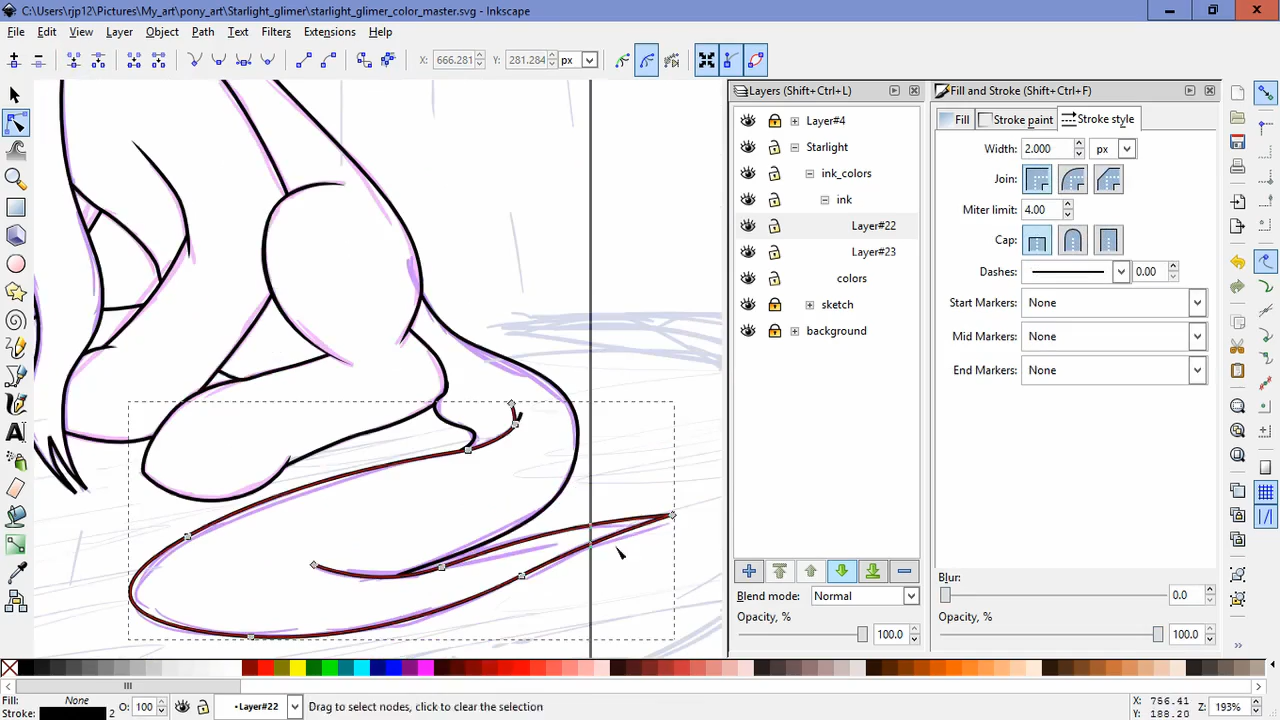 C:\Users\rjp12\Pictures\My_art\pony_art\Starlight_glimer\starlight_glimer_color_master.svg - Inkscape
File Edit View Layer Object Path Text Filters Extensions Help
X: 666.281 Y: 281.284 px
Layers (Shift+Ctrl+L)
Layer#4
Starlight
ink_colors
ink
Layer#22
Layer#23
colors
sketch
background
Blend mode: Normal
Opacity, % 100.0
Fill and Stroke (Shift+Ctrl+F)
Fill Stroke paint Stroke style
Width: 2.000 px
Join:
Miter limit: 4.00
Cap:
Dashes: 0.00
Start Markers: None
Mid Markers: None
End Markers: None
Blur: 0.0
Opacity, % 100.0
Fill: None
Stroke: 2
O: 100
•Layer#22
Drag to select nodes, click to clear the selection
X: 766.41
Y: 188.20
Z: 193%